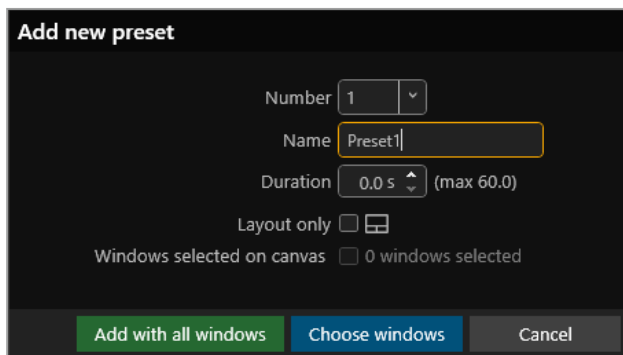 Add new preset
Number 1
Name Preset1
Duration 0.0 s (max 60.0)
Layout only
Windows selected on canvas 0 windows selected
Add with all windows Choose windows Cancel